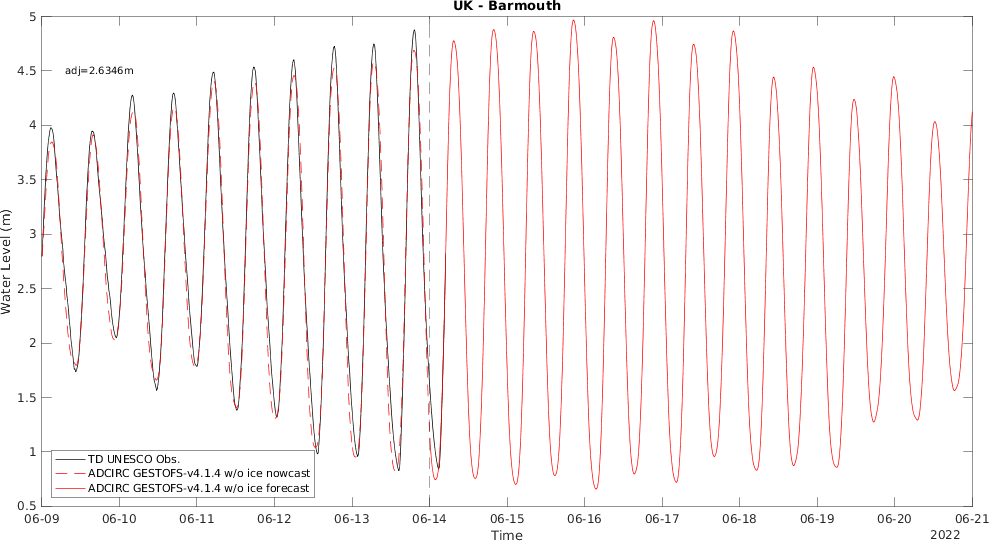 UK - Barmouth
5
4.5
4
3.5
3
2.5
2
1.5
1
0.5
Water Level (m)
adj=2.6346m
TD UNESCO Obs.
ADCIRC GESTOFS-v4.1.4 w/o ice nowcast
ADCIRC GESTOFS-v4.1.4 w/o ice forecast
06-09 06-10 06-11 06-12 06-13 06-14 06-15 06-16 06-17 06-18 06-19 06-20 06-21
Time
2022